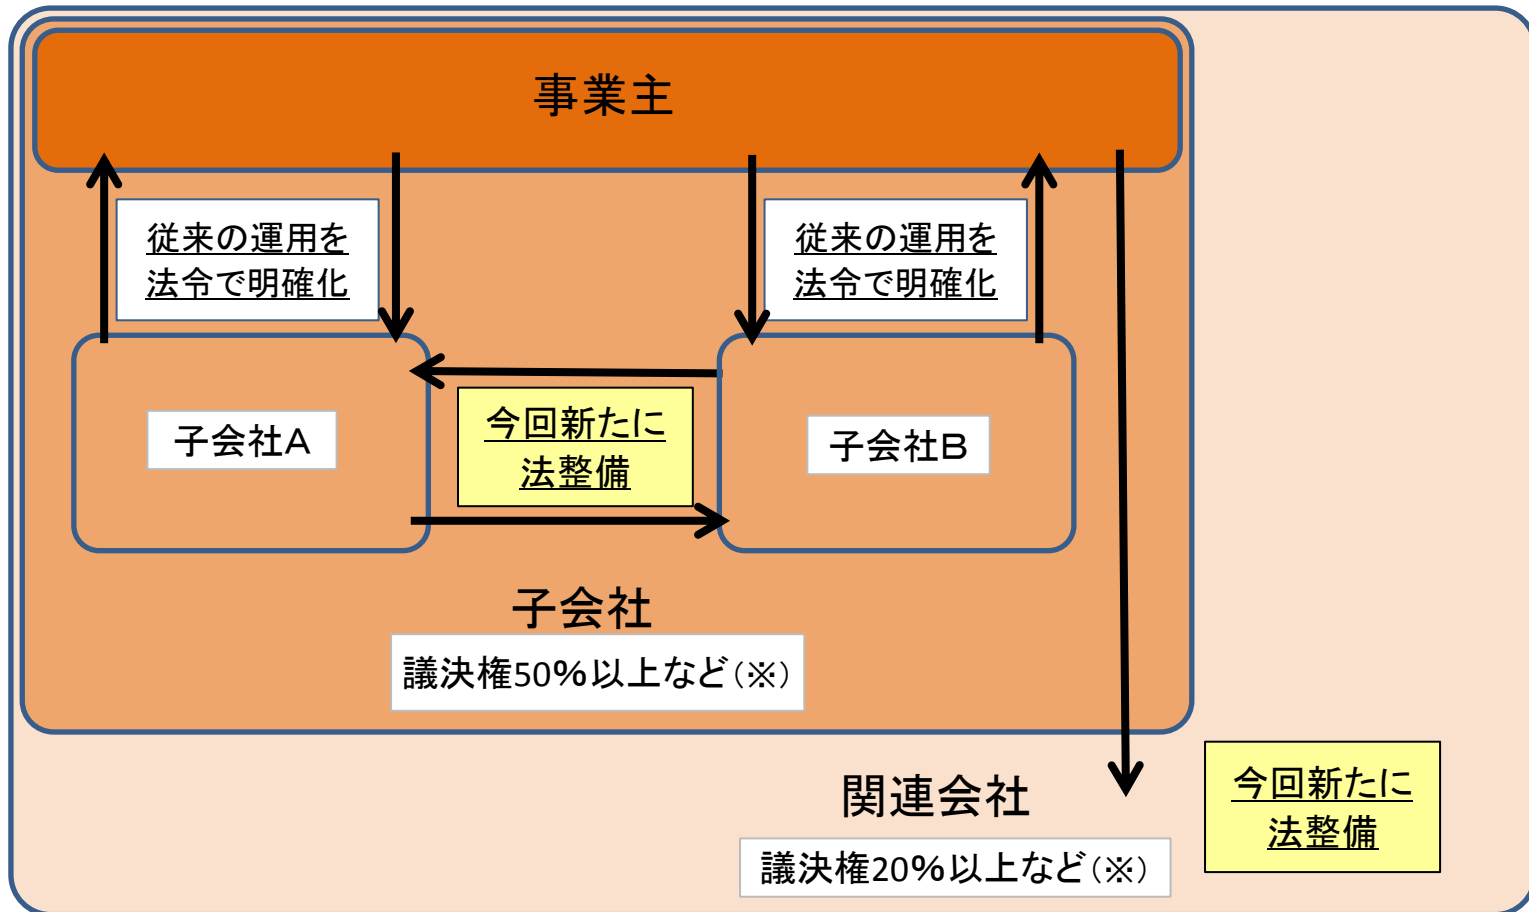 事業主
従来の運用を
法令で明確化
従来の運用を
法令で明確化
子会社A
今回新たに
法整備
子会社B
子会社
議決権50%以上など(※)
関連会社
議決権20%以上など(※)
今回新たに
法整備